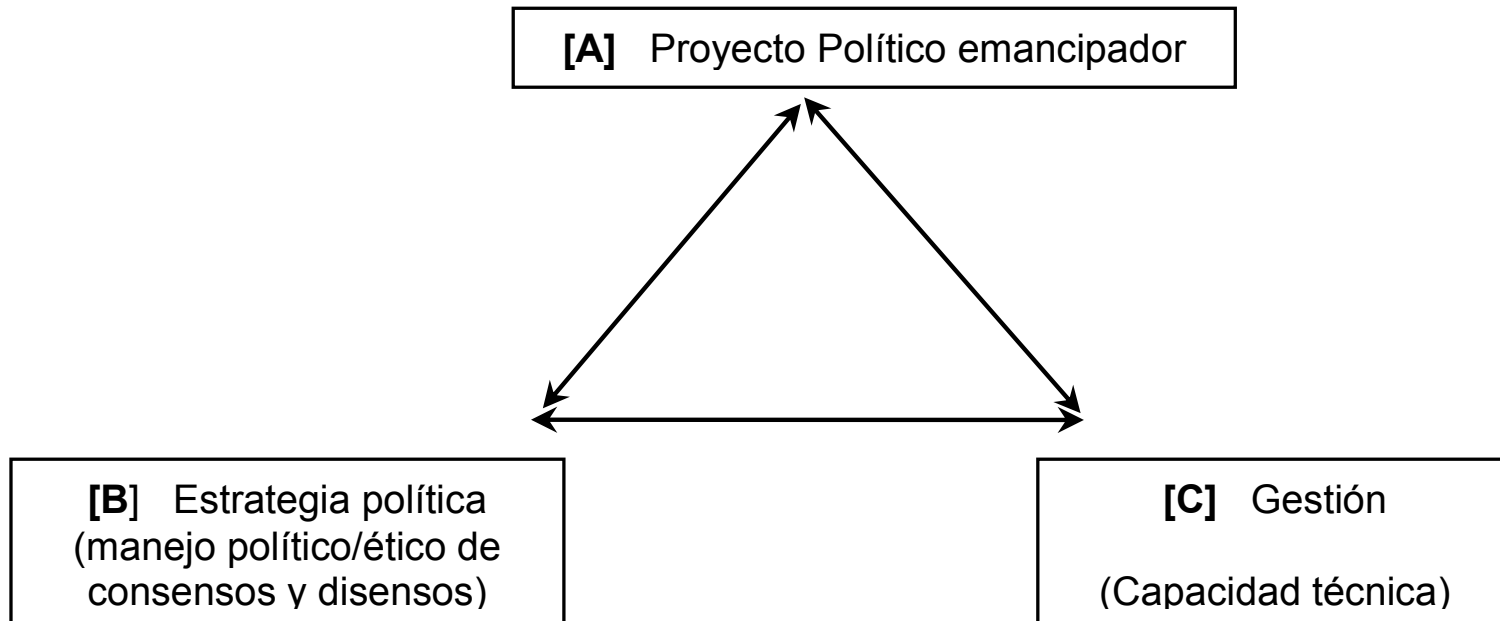 [A] Proyecto Político emancipador
[B] Estrategia política
(manejo político/ético de
consensos y disensos)
[C] Gestión
(Capacidad técnica)